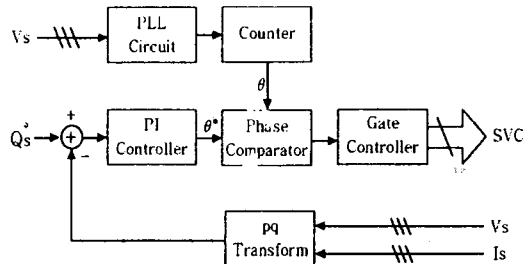 Vs
PLL
Circuit
Counter
θ
+
Qs*
+
−
PI
Controller
θ*
Phase
Comparator
Gate
Controller
SVC
pq
Transform
Vs
Is